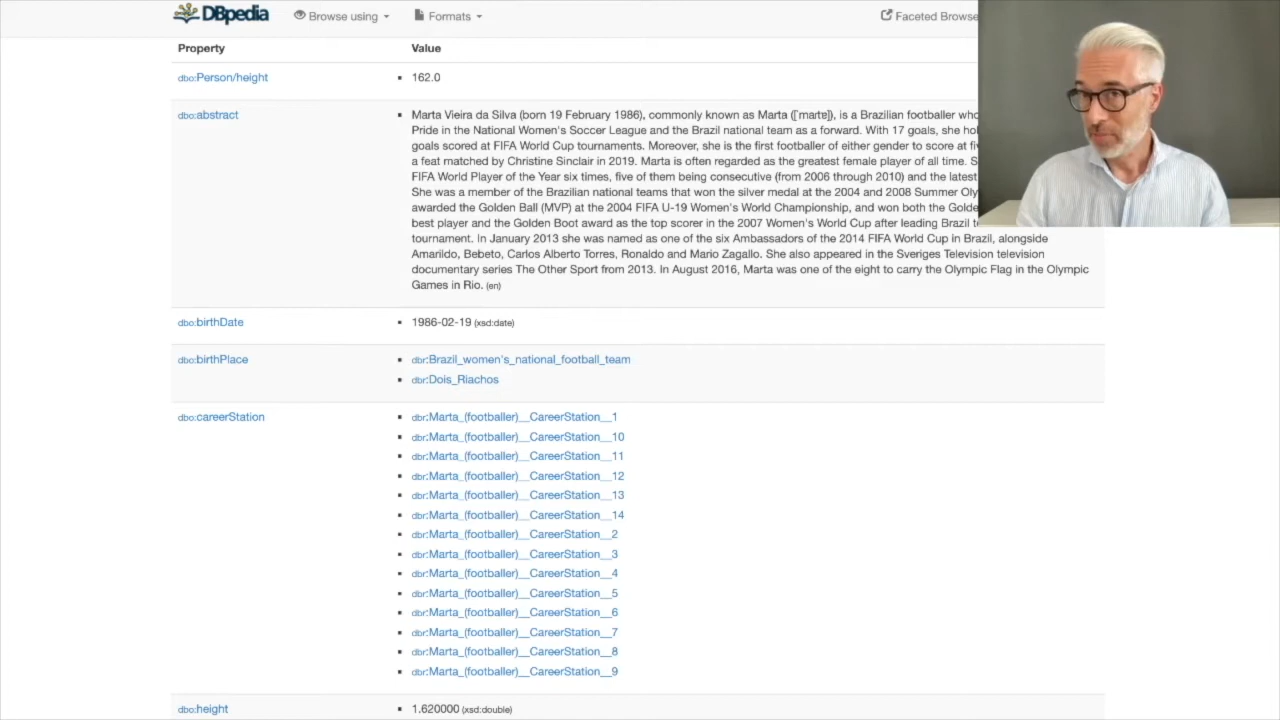 DBpedia
Browse using
Formats
Faceted Browse
Property Value
dbo:Person/height 162.0
dbo:abstract Marta Vieira da Silva (born 19 February 1986), commonly known as Marta ([ˈmaʁtɐ]), is a Brazilian footballer who
Pride in the National Women's Soccer League and the Brazil national team as a forward. With 17 goals, she
goals scored at FIFA World Cup tournaments. Moreover, she is the first footballer of either gender to score at
a feat matched by Christine Sinclair in 2019. Marta is often regarded as the greatest female player of all time.
FIFA World Player of the Year six times, five of them being consecutive (from 2006 through 2010) and the latest
She was a member of the Brazilian national teams that won the silver medal at the 2004 and 2008 Summer
awarded the Golden Ball (MVP) at the 2004 FIFA U-19 Women's World Championship, and won both the
best player and the Golden Boot award as the top scorer in the 2007 Women's World Cup after leading Brazil
tournament. In January 2013 she was named as one of the six Ambassadors of the 2014 FIFA World Cup in Brazil, alongside
Amarildo, Bebeto, Carlos Alberto Torres, Ronaldo and Mario Zagallo. She also appeared in the Sveriges Television television
documentary series The Other Sport from 2013. In August 2016, Marta was one of the eight to carry the Olympic Flag in the Olympic
Games in Rio. (en)
dbo:birthDate 1986-02-19 (xsd:date)
dbo:birthPlace dbr:Brazil_women's_national_football_team
dbr:Dois_Riachos
dbo:careerStation dbr:Marta_(footballer)__CareerStation__1
dbr:Marta_(footballer)__CareerStation__10
dbr:Marta_(footballer)__CareerStation__11
dbr:Marta_(footballer)__CareerStation__12
dbr:Marta_(footballer)__CareerStation__13
dbr:Marta_(footballer)__CareerStation__14
dbr:Marta_(footballer)__CareerStation__2
dbr:Marta_(footballer)__CareerStation__3
dbr:Marta_(footballer)__CareerStation__4
dbr:Marta_(footballer)__CareerStation__5
dbr:Marta_(footballer)__CareerStation__6
dbr:Marta_(footballer)__CareerStation__7
dbr:Marta_(footballer)__CareerStation__8
dbr:Marta_(footballer)__CareerStation__9
dbo:height 1.620000 (xsd:double)